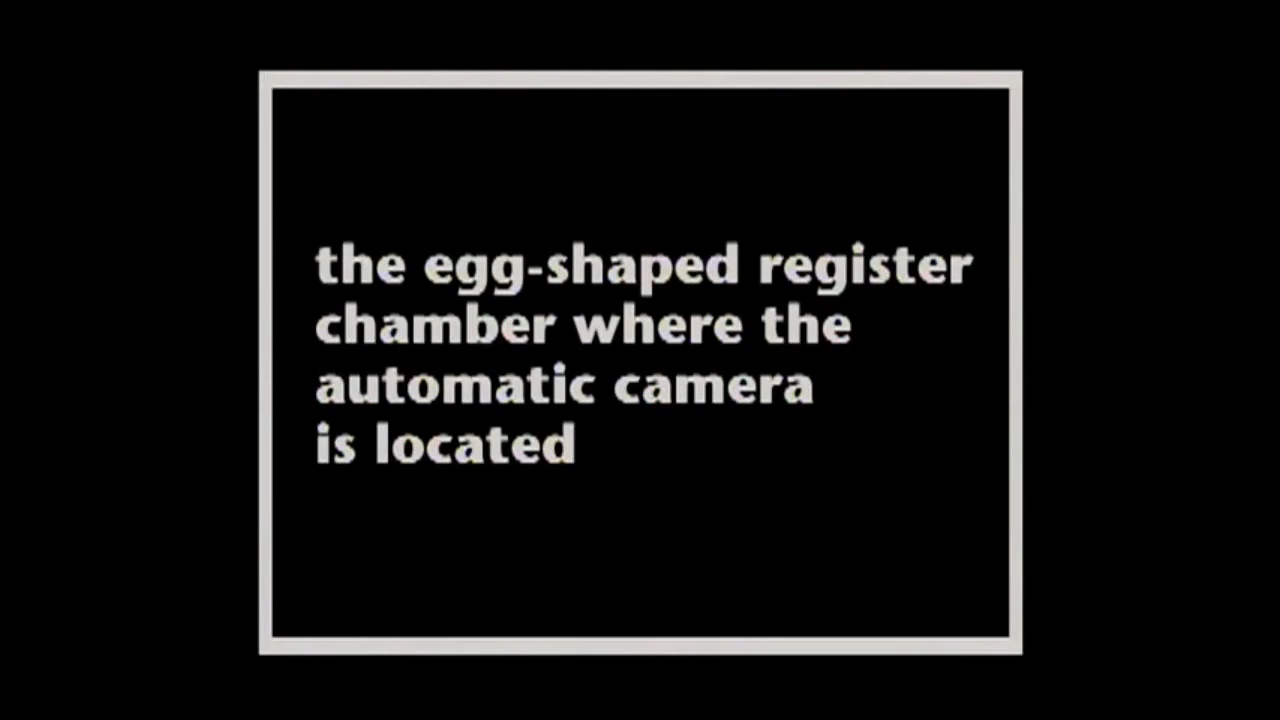 the egg-shaped register
chamber where the
automatic camera
is located